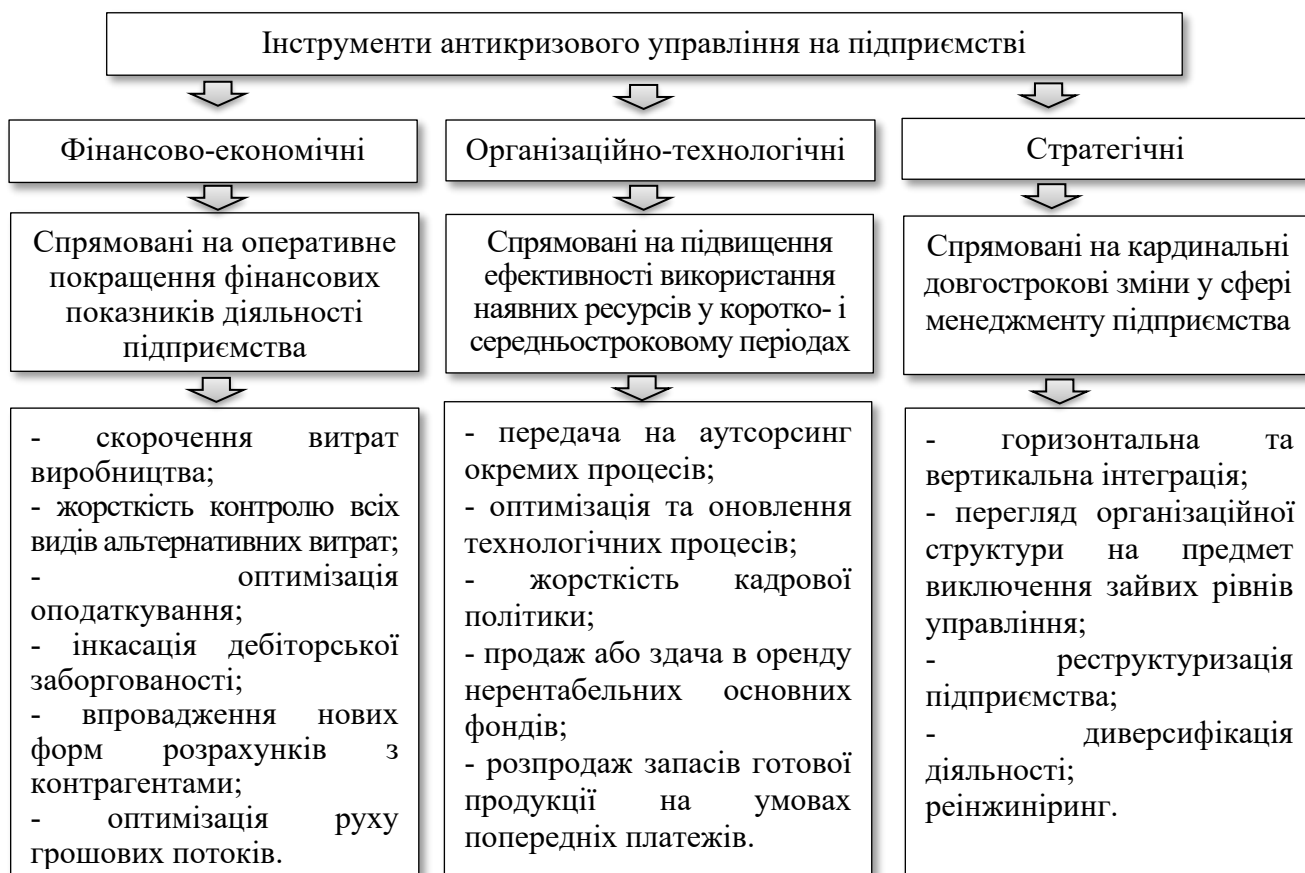 Інструменти антикризового управління на підприємстві
Фінансово-економічні
Організаційно-технологічні
Стратегічні
Спрямовані на оперативне
покращення фінансових
показників діяльності
підприємства
Спрямовані на підвищення
ефективності використання
наявних ресурсів у коротко- і
середньостроковому періодах
Спрямовані на кардинальні
довгострокові зміни у сфері
менеджменту підприємства
- скорочення витрат
виробництва;
- жорсткість контролю всіх
видів альтернативних витрат;
- оптимізація
оподаткування;
- інкасація дебіторської
заборгованості;
- впровадження нових
форм розрахунків з
контрагентами;
- оптимізація руху
грошових потоків.
- передача на аутсорсинг
окремих процесів;
- оптимізація та оновлення
технологічних процесів;
- жорсткість кадрової
політики;
- продаж або здача в оренду
нерентабельних основних
фондів;
- розпродаж запасів готової
продукції на умовах
попередніх платежів.
- горизонтальна та
вертикальна інтеграція;
- перегляд організаційної
структури на предмет
виключення зайвих рівнів
управління;
- реструктуризація
підприємства;
- диверсифікація
діяльності;
реінжиніринг.